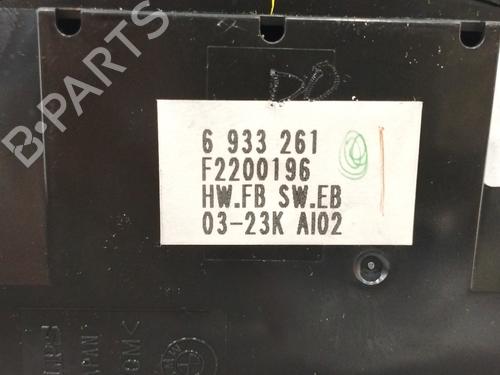 B-PARTS
6 933 261
F2200196
HW.FB SW.EB
03-23K AI02